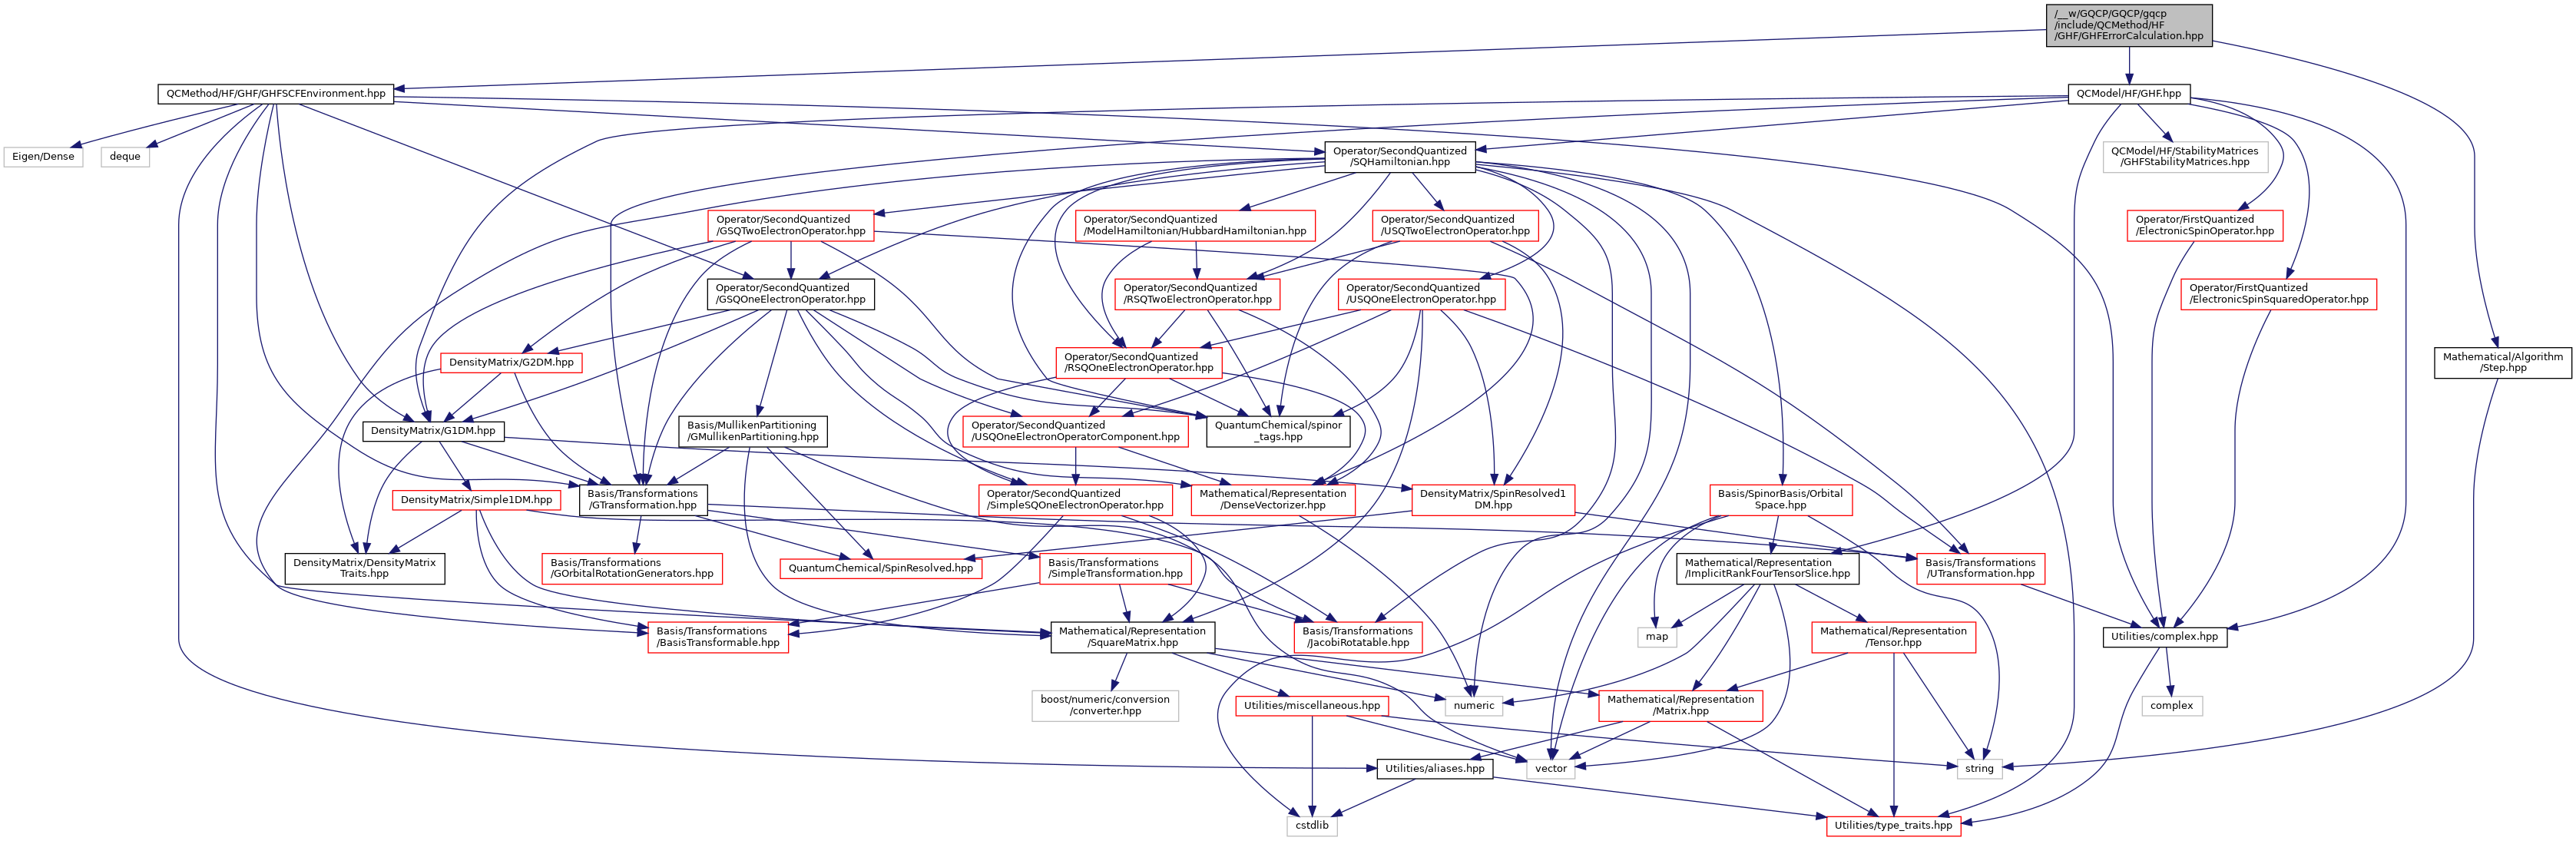 /__w/GQCP/GQCP/gqcp
/include/QCMethod/HF
/GHF/GHFErrorCalculation.hpp
QCMethod/HF/GHF/GHFSCFEnvironment.hpp
QCModel/HF/GHF.hpp
Eigen/Dense
deque
Operator/SecondQuantized
/SQHamiltonian.hpp
QCModel/HF/StabilityMatrices
/GHFStabilityMatrices.hpp
Operator/SecondQuantized
/GSQTwoElectronOperator.hpp
Operator/SecondQuantized
/ModelHamiltonian/HubbardHamiltonian.hpp
Operator/SecondQuantized
/USQTwoElectronOperator.hpp
Operator/FirstQuantized
/ElectronicSpinOperator.hpp
Operator/SecondQuantized
/GSQOneElectronOperator.hpp
Operator/SecondQuantized
/RSQTwoElectronOperator.hpp
Operator/SecondQuantized
/USQOneElectronOperator.hpp
Operator/FirstQuantized
/ElectronicSpinSquaredOperator.hpp
DensityMatrix/G2DM.hpp
Operator/SecondQuantized
/RSQOneElectronOperator.hpp
Mathematical/Algorithm
/Step.hpp
DensityMatrix/G1DM.hpp
Basis/MullikenPartitioning
/GMullikenPartitioning.hpp
Operator/SecondQuantized
/USQOneElectronOperatorComponent.hpp
QuantumChemical/spinor
_tags.hpp
DensityMatrix/Simple1DM.hpp
Basis/Transformations
/GTransformation.hpp
Operator/SecondQuantized
/SimpleSQOneElectronOperator.hpp
Mathematical/Representation
/DenseVectorizer.hpp
DensityMatrix/SpinResolved1
DM.hpp
Basis/SpinorBasis/Orbital
Space.hpp
DensityMatrix/DensityMatrix
Traits.hpp
Basis/Transformations
/GOrbitalRotationGenerators.hpp
QuantumChemical/SpinResolved.hpp
Basis/Transformations
/SimpleTransformation.hpp
Mathematical/Representation
/ImplicitRankFourTensorSlice.hpp
Basis/Transformations
/UTransformation.hpp
Basis/Transformations
/BasisTransformable.hpp
Mathematical/Representation
/SquareMatrix.hpp
Basis/Transformations
/JacobiRotatable.hpp
map
Mathematical/Representation
/Tensor.hpp
Utilities/complex.hpp
boost/numeric/conversion
/converter.hpp
Utilities/miscellaneous.hpp
numeric
Mathematical/Representation
/Matrix.hpp
complex
Utilities/aliases.hpp
vector
string
cstdlib
Utilities/type_traits.hpp